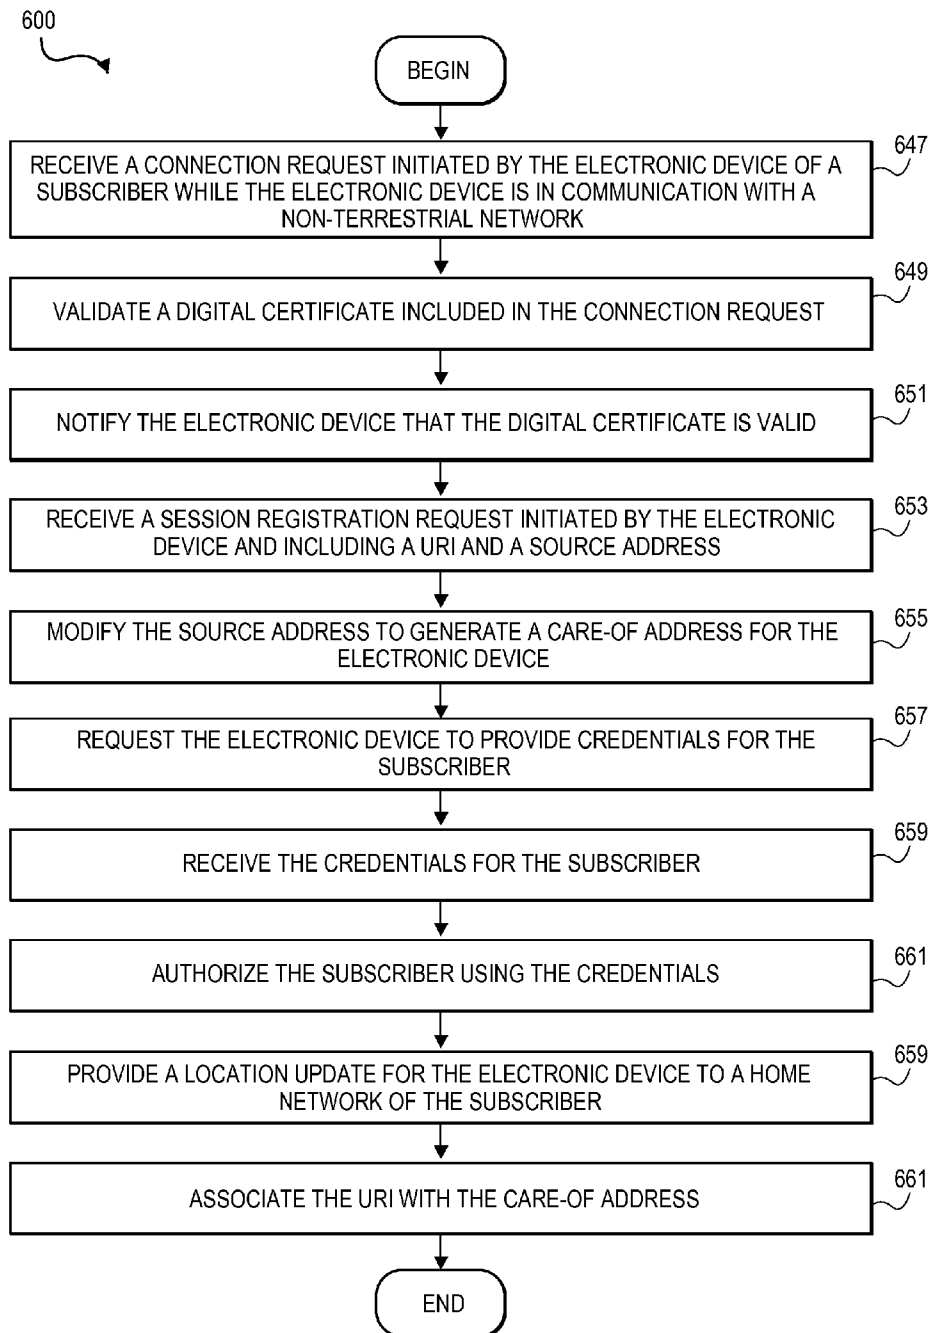 600
BEGIN
647
RECEIVE A CONNECTION REQUEST INITIATED BY THE ELECTRONIC DEVICE OF A
SUBSCRIBER WHILE THE ELECTRONIC DEVICE IS IN COMMUNICATION WITH A
NON-TERRESTRIAL NETWORK
649
VALIDATE A DIGITAL CERTIFICATE INCLUDED IN THE CONNECTION REQUEST
651
NOTIFY THE ELECTRONIC DEVICE THAT THE DIGITAL CERTIFICATE IS VALID
653
RECEIVE A SESSION REGISTRATION REQUEST INITIATED BY THE ELECTRONIC
DEVICE AND INCLUDING A URI AND A SOURCE ADDRESS
655
MODIFY THE SOURCE ADDRESS TO GENERATE A CARE-OF ADDRESS FOR THE
ELECTRONIC DEVICE
657
REQUEST THE ELECTRONIC DEVICE TO PROVIDE CREDENTIALS FOR THE
SUBSCRIBER
659
RECEIVE THE CREDENTIALS FOR THE SUBSCRIBER
661
AUTHORIZE THE SUBSCRIBER USING THE CREDENTIALS
659
PROVIDE A LOCATION UPDATE FOR THE ELECTRONIC DEVICE TO A HOME
NETWORK OF THE SUBSCRIBER
661
ASSOCIATE THE URI WITH THE CARE-OF ADDRESS
END